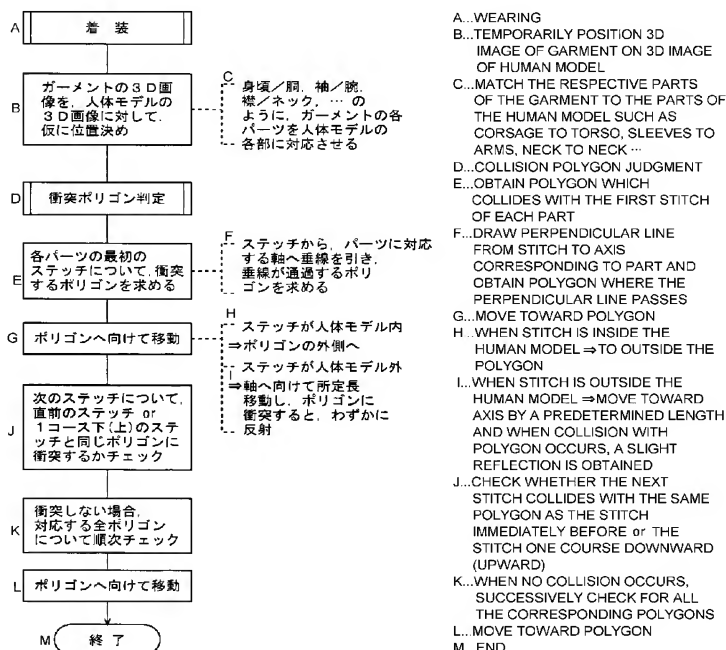 A
着 装
B
ガーメントの3D画
像を，人体モデルの
3D画像に対して，
仮に位置決め
C
身頃／胴，袖／腕，
襟／ネック，… の
ように，ガーメントの各
パーツを人体モデルの
各部に対応させる
D
衝突ポリゴン判定
E
各パーツの最初の
ステッチについて，衝突
するポリゴンを求める
F
ステッチから，パーツに対応
する軸へ垂線を引き，
垂線が通過するポリ
ゴンを求める
G
ポリゴンへ向けて移動
H
ステッチが人体モデル内
⇒ポリゴンの外側へ
I
ステッチが人体モデル外
⇒軸へ向けて所定長
移動し，ポリゴンに
衝突すると，わずかに
反射
J
次のステッチについて，
直前のステッチ or
1コース下(上)のステ
ッチと同じポリゴンに
衝突するかチェック
K
衝突しない場合，
対応する全ポリゴン
について順次チェック
L
ポリゴンへ向けて移動
M
終 了
A...WEARING
B...TEMPORARILY POSITION 3D
IMAGE OF GARMENT ON 3D IMAGE
OF HUMAN MODEL
C...MATCH THE RESPECTIVE PARTS
OF THE GARMENT TO THE PARTS OF
THE HUMAN MODEL SUCH AS
CORSAGE TO TORSO, SLEEVES TO
ARMS, NECK TO NECK ···
D...COLLISION POLYGON JUDGMENT
E...OBTAIN POLYGON WHICH
COLLIDES WITH THE FIRST STITCH
OF EACH PART
F...DRAW PERPENDICULAR LINE
FROM STITCH TO AXIS
CORRESPONDING TO PART AND
OBTAIN POLYGON WHERE THE
PERPENDICULAR LINE PASSES
G...MOVE TOWARD POLYGON
H...WHEN STITCH IS INSIDE THE
HUMAN MODEL ⇒TO OUTSIDE THE
POLYGON
I...WHEN STITCH IS OUTSIDE THE
HUMAN MODEL ⇒MOVE TOWARD
AXIS BY A PREDETERMINED LENGTH
AND WHEN COLLISION WITH
POLYGON OCCURS, A SLIGHT
REFLECTION IS OBTAINED
J...CHECK WHETHER THE NEXT
STITCH COLLIDES WITH THE SAME
POLYGON AS THE STITCH
IMMEDIATELY BEFORE or THE
STITCH ONE COURSE DOWNWARD
(UPWARD)
K...WHEN NO COLLISION OCCURS,
SUCCESSIVELY CHECK FOR ALL
THE CORRESPONDING POLYGONS
L...MOVE TOWARD POLYGON
M...END